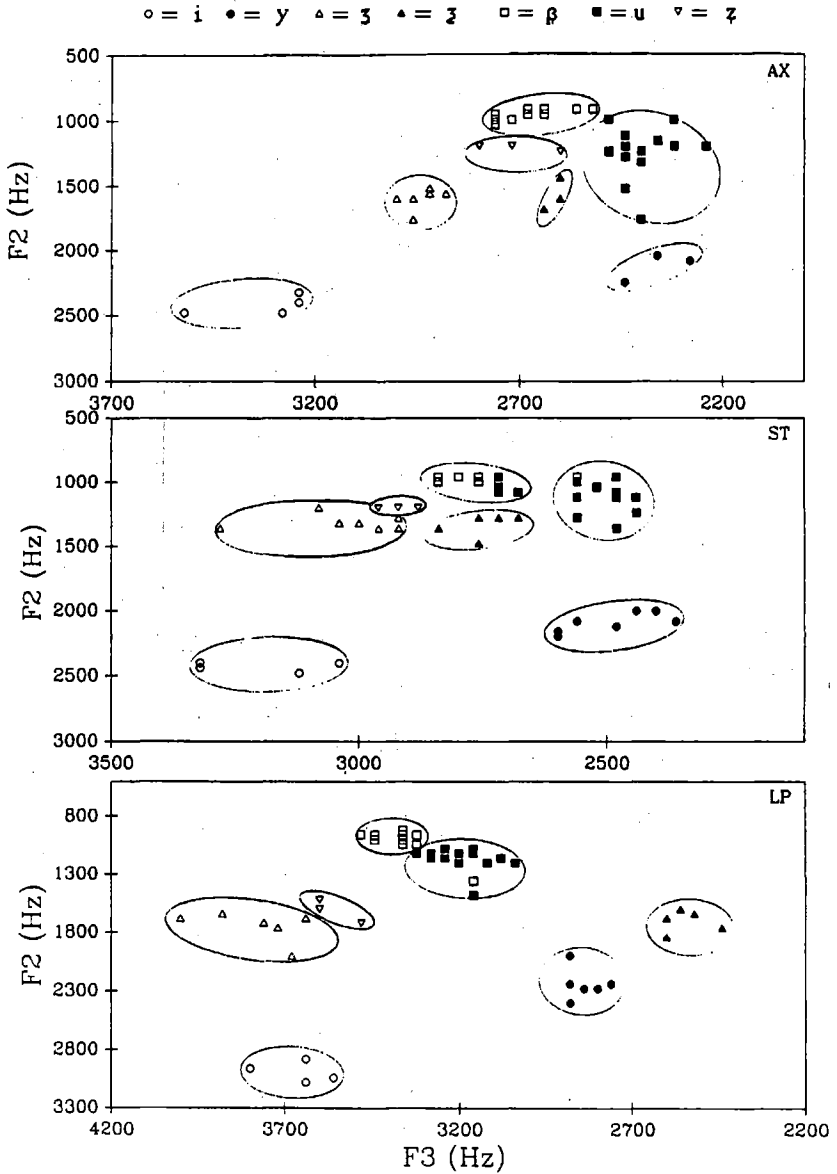 ○ = i ● = y △ = ʒ ▲ = ʒ̹ □ = β ■ = u ▽ = ẓ
500
1000
1500
2000
2500
3000
F2 (Hz)
AX
3700 3200 2700 2200
500
1000
1500
2000
2500
3000
F2 (Hz)
ST
3500 3000 2500
800
1300
1800
2300
2800
3300
F2 (Hz)
LP
4200 3700 3200 2700 2200
F3 (Hz)